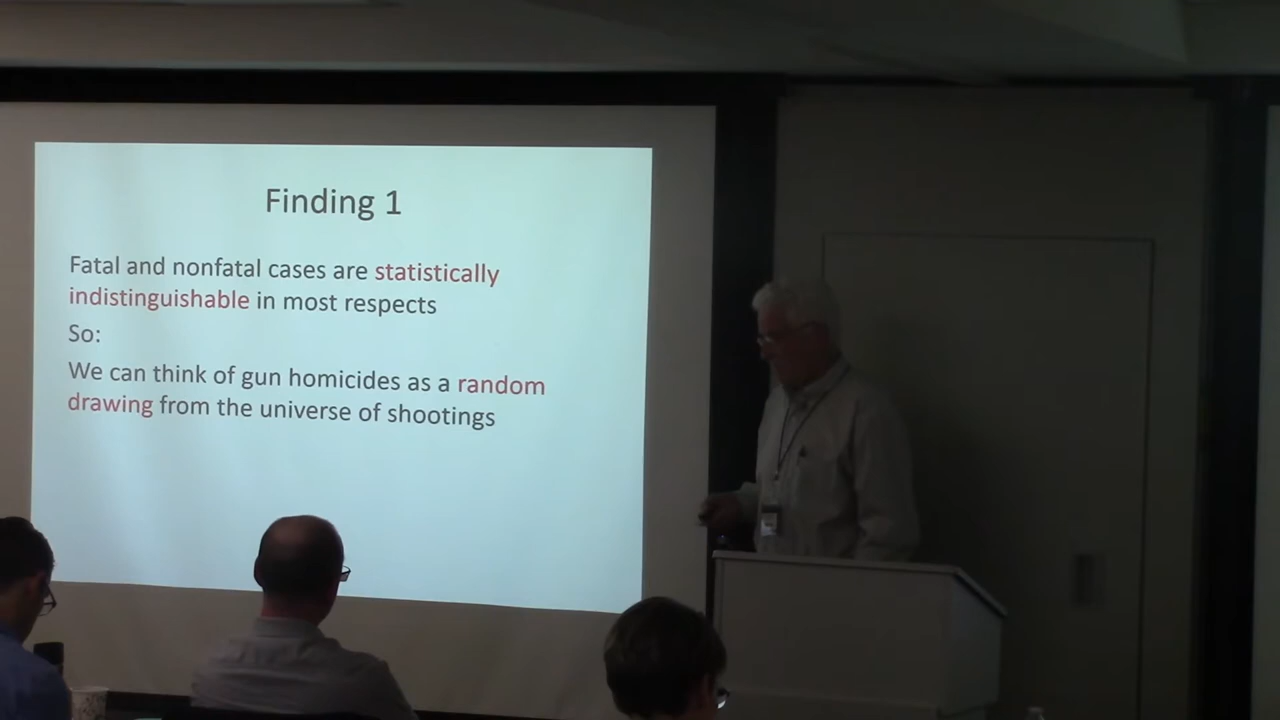 Finding 1
Fatal and nonfatal cases are statistically
indistinguishable in most respects
So:
We can think of gun homicides as a random
drawing from the universe of shootings